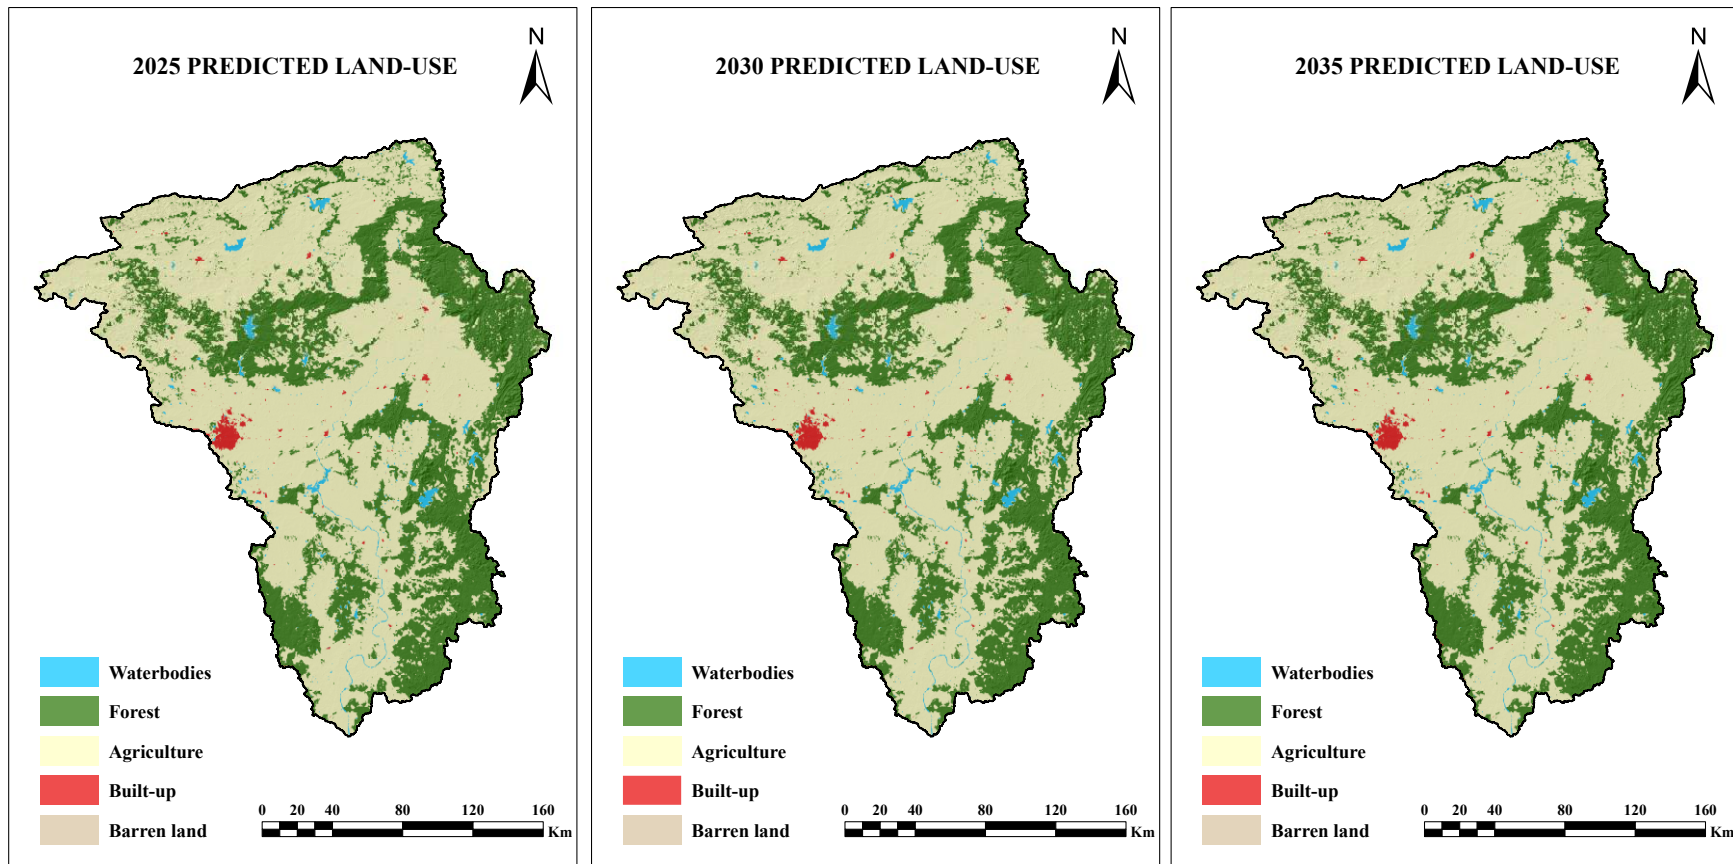 N
2025 PREDICTED LAND-USE
Waterbodies
Forest
Agriculture
Built-up
Barren land
0 20 40 80 120 160
Km
N
2030 PREDICTED LAND-USE
Waterbodies
Forest
Agriculture
Built-up
Barren land
0 20 40 80 120 160
Km
N
2035 PREDICTED LAND-USE
Waterbodies
Forest
Agriculture
Built-up
Barren land
0 20 40 80 120 160
Km